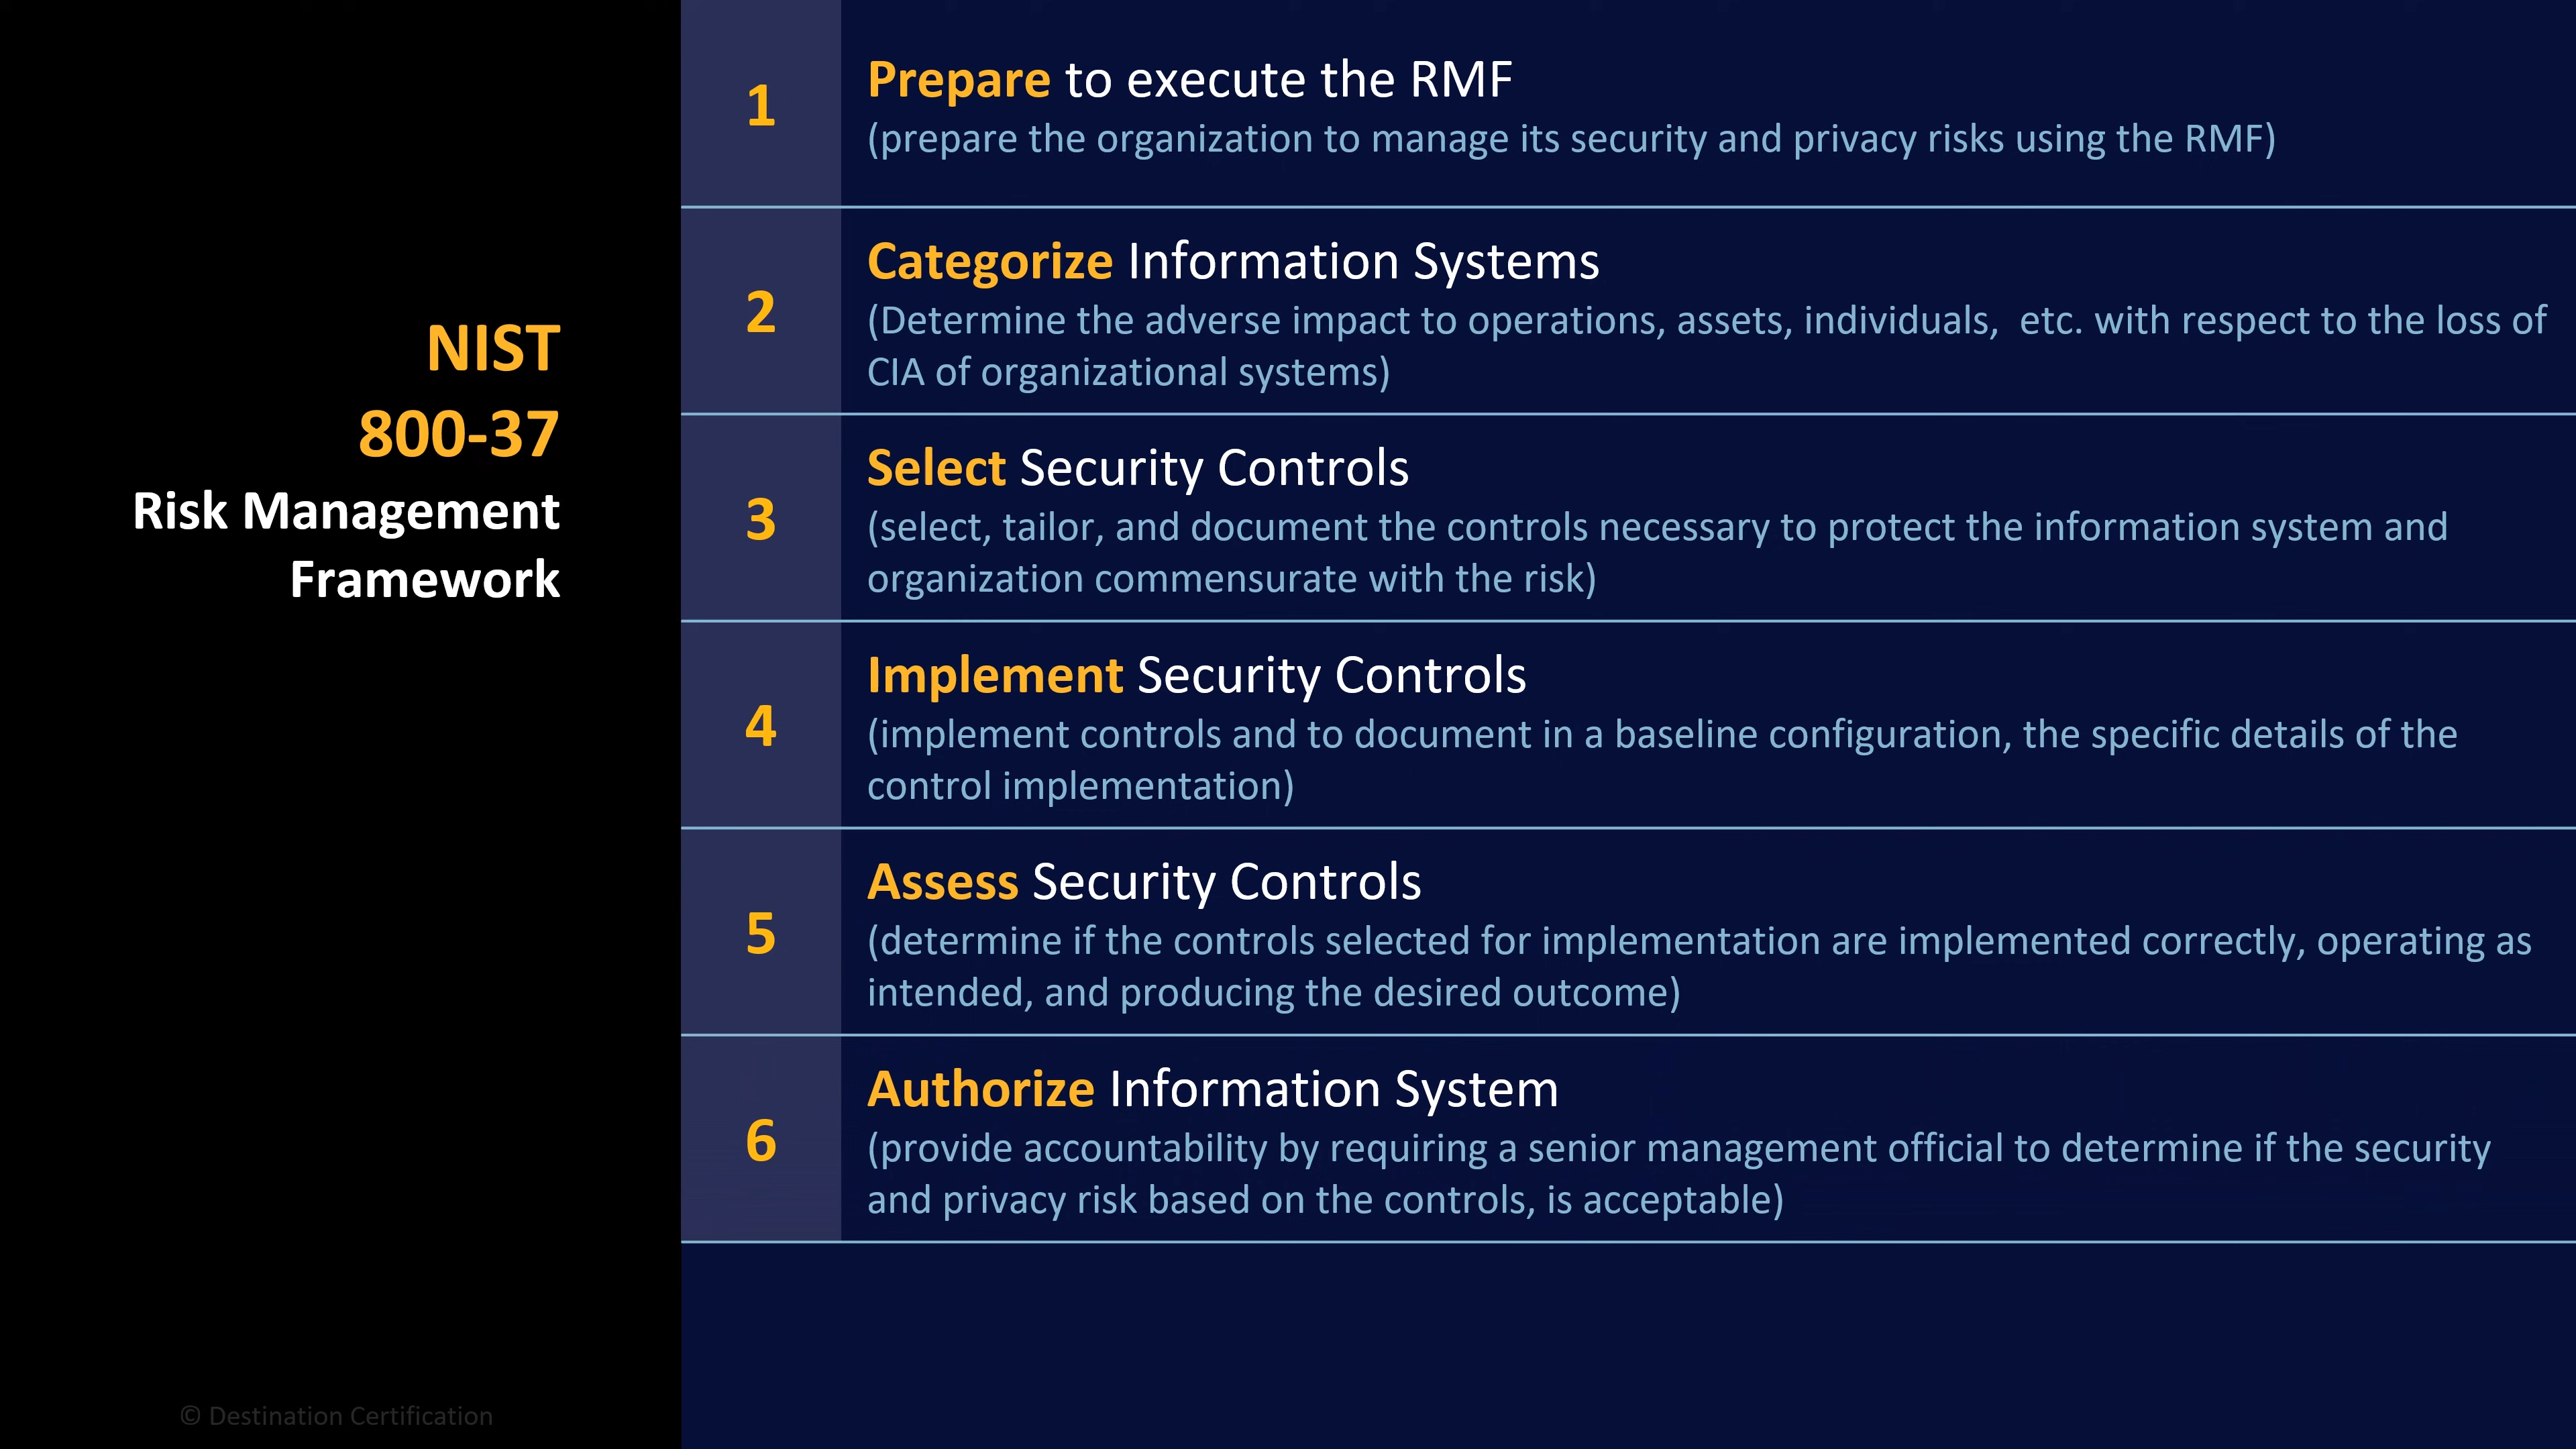 NIST
800-37
Risk Management
Framework
1
Prepare to execute the RMF
(prepare the organization to manage its security and privacy risks using the RMF)
2
Categorize Information Systems
(Determine the adverse impact to operations, assets, individuals,  etc. with respect to the loss of
CIA of organizational systems)
3
Select Security Controls
(select, tailor, and document the controls necessary to protect the information system and
organization commensurate with the risk)
4
Implement Security Controls
(implement controls and to document in a baseline configuration, the specific details of the
control implementation)
5
Assess Security Controls
(determine if the controls selected for implementation are implemented correctly, operating as
intended, and producing the desired outcome)
6
Authorize Information System
(provide accountability by requiring a senior management official to determine if the security
and privacy risk based on the controls, is acceptable)
© Destination Certification